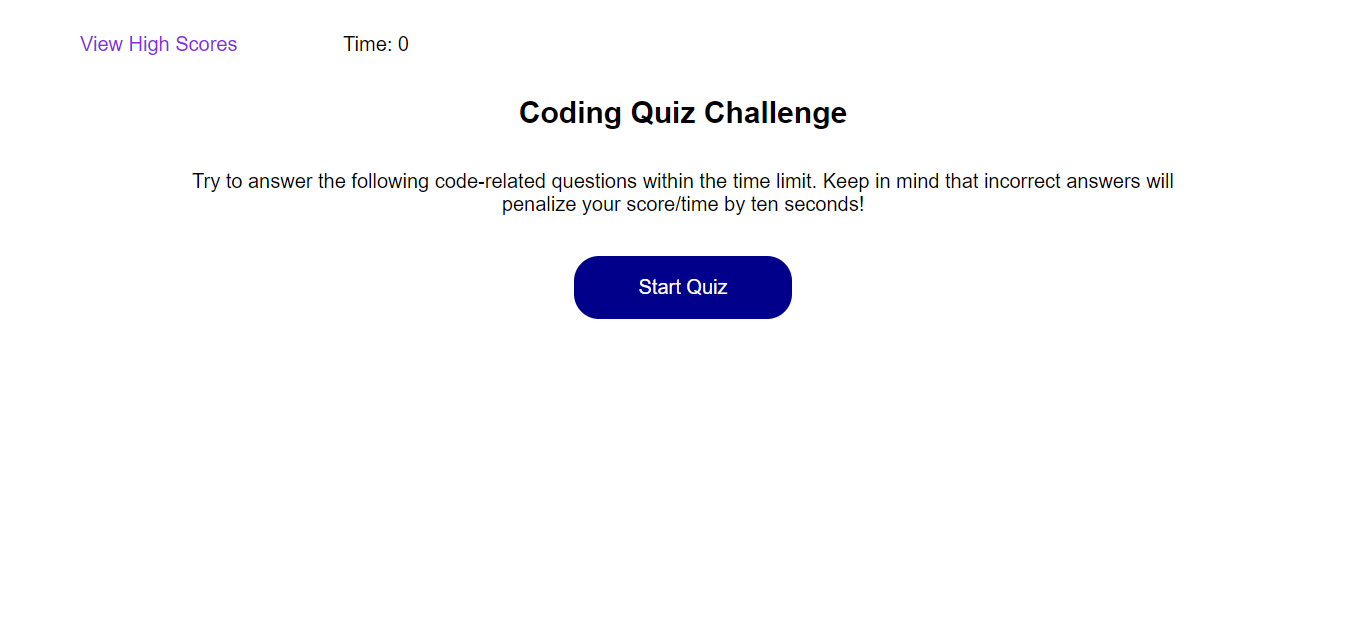 View High Scores
Time: 0
Coding Quiz Challenge
Try to answer the following code-related questions within the time limit. Keep in mind that incorrect answers will
penalize your score/time by ten seconds!
Start Quiz